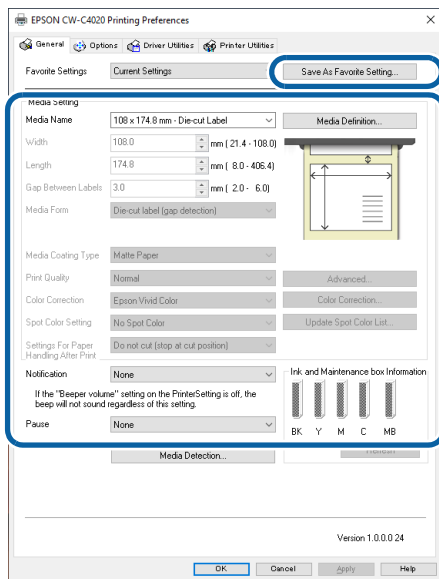 EPSON CW-C4020 Printing Preferences
General Options Driver Utilities Printer Utilities
Favorite Settings Current Settings Save As Favorite Setting...
Media Setting
Media Name 108 x 174.8 mm - Die-cut Label Media Definition...
Width 108.0 mm ( 21.4 - 108.0)
Length 174.8 mm ( 8.0 - 406.4)
Gap Between Labels 3.0 mm ( 2.0 - 6.0)
Media Form Die-cut label (gap detection)
Media Coating Type Matte Paper
Print Quality Normal Advanced...
Color Correction Epson Vivid Color Color Correction...
Spot Color Setting No Spot Color Update Spot Color List...
Settings For Paper Handling After Print Do not cut (stop at cut position)
Notification None Ink and Maintenance box Information
If the "Beeper volume" setting on the PrinterSetting is off, the
beep will not sound regardless of this setting.
Pause None
BK Y M C MB
Media Detection... Refresh
Version 1.0.0.0 24
OK Cancel Apply Help